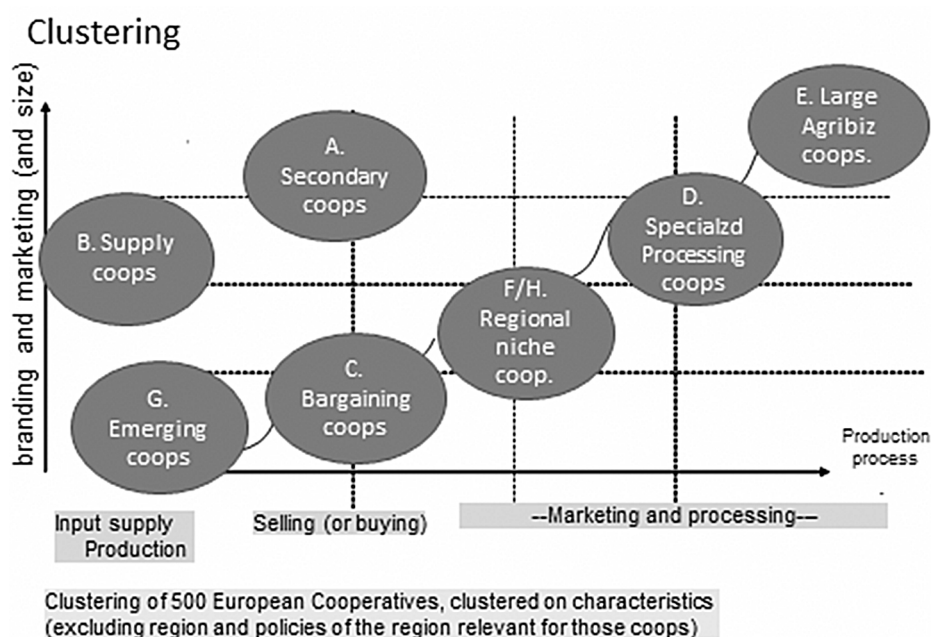 Clustering
branding and marketing (and size)
E. Large
Agribiz
coops.
A.
Secondary
coops
D.
Specialzd
Processing
coops
B. Supply
coops
F/H.
Regional
niche
coop.
C.
Bargaining
coops
G.
Emerging
coops
Production
process
Input supply
Production
Selling (or buying)
--Marketing and processing---
Clustering of 500 European Cooperatives, clustered on characteristics
(excluding region and policies of the region relevant for those coops)